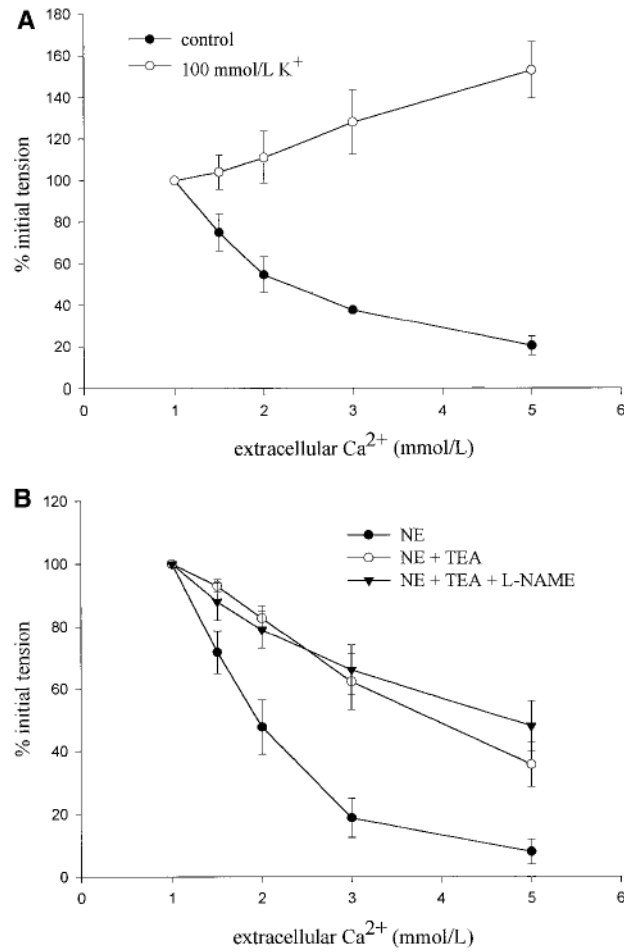 A
control
100 mmol/L K⁺
180
160
140
120
100
80
60
40
20
0
% initial tension
0 1 2 3 4 5 6
extracellular Ca²⁺ (mmol/L)
B
NE
NE + TEA
NE + TEA + L-NAME
120
100
80
60
40
20
0
% initial tension
0 1 2 3 4 5 6
extracellular Ca²⁺ (mmol/L)